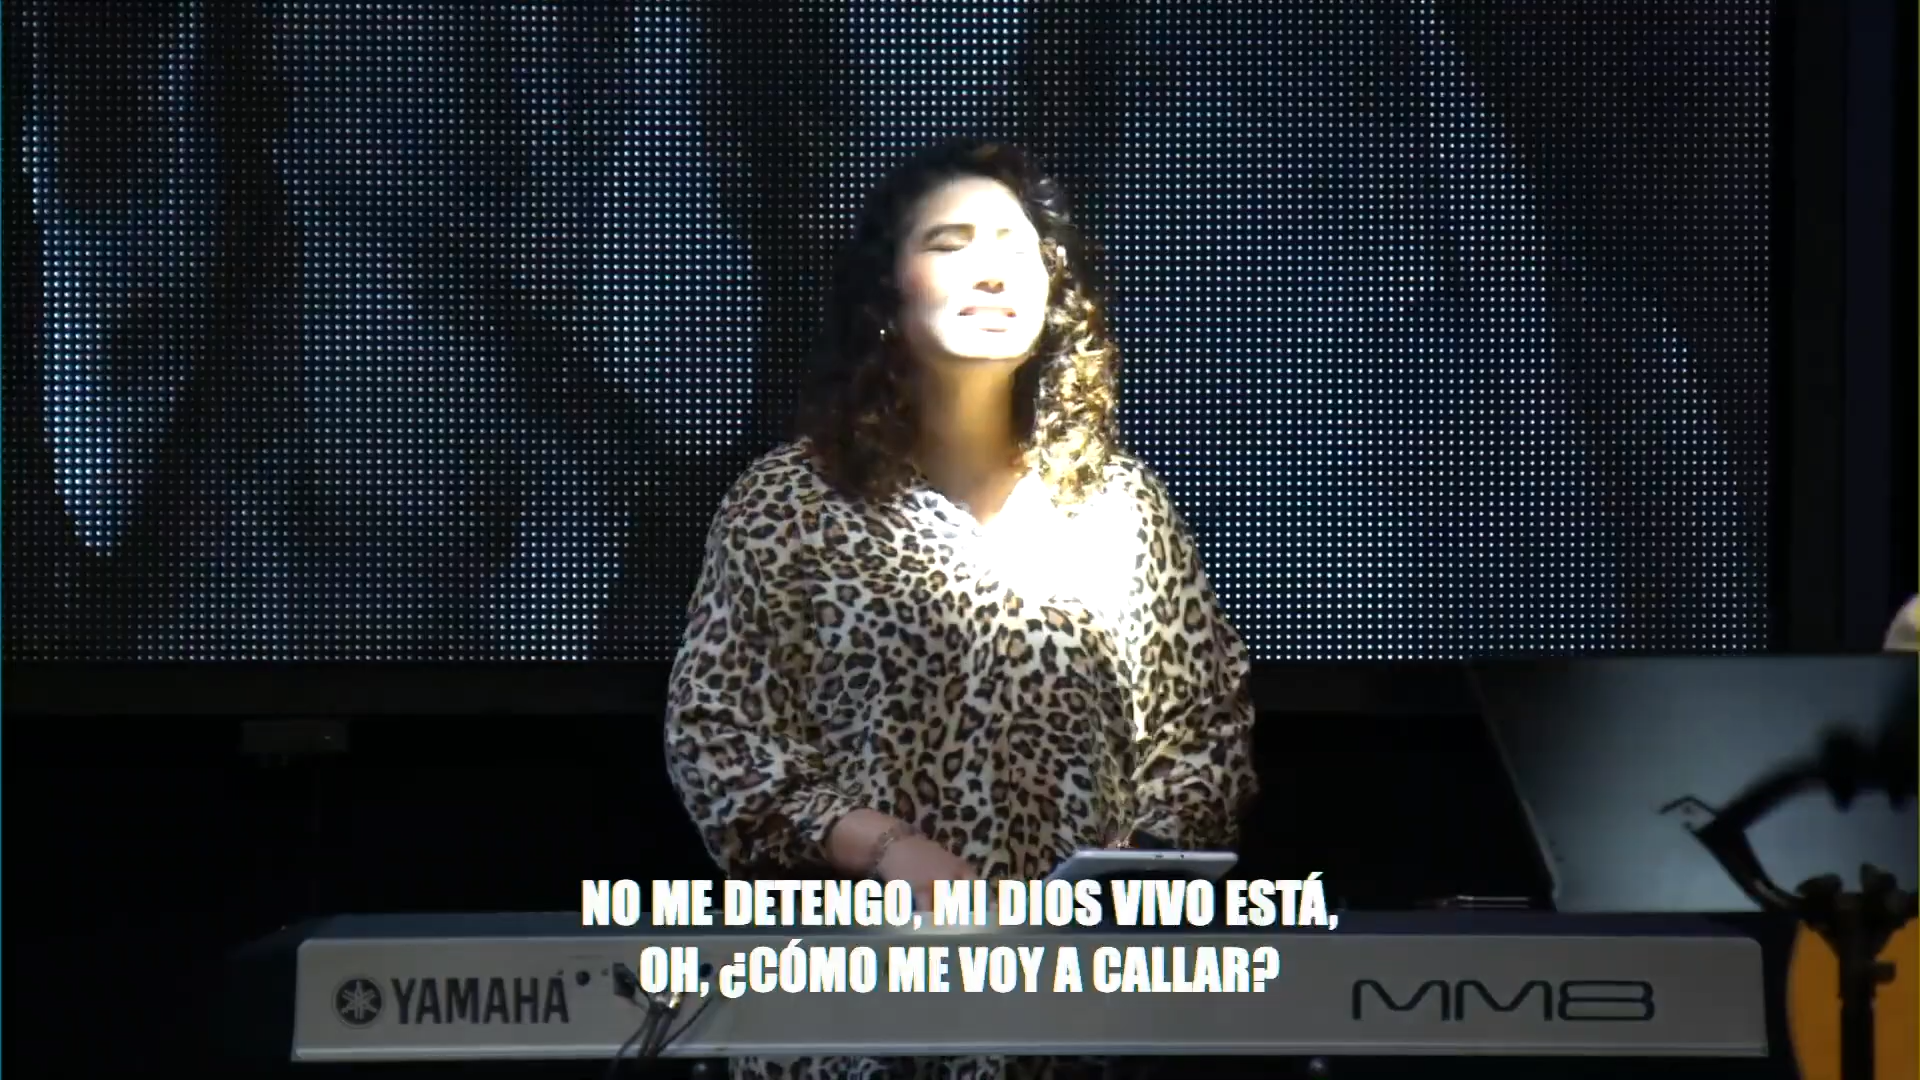 NO ME DETENGO, MI DIOS VIVO ESTÁ,
OH, ¿CÓMO ME VOY A CALLAR?
YAMAHA
MM8